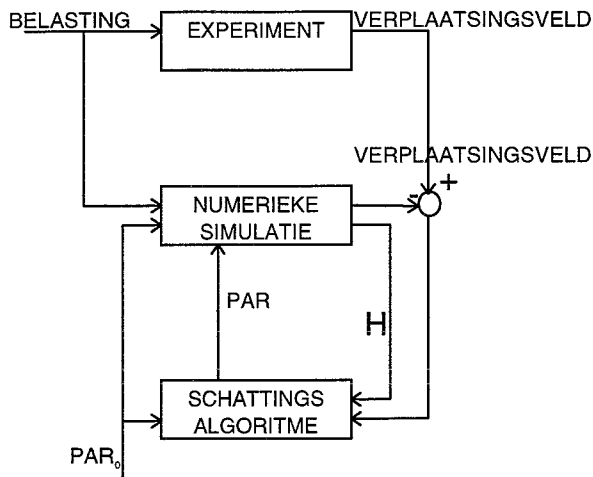 BELASTING
EXPERIMENT
VERPLAATSINGSVELD
VERPLAATSINGSVELD
+
-
NUMERIEKE
SIMULATIE
PAR
H
SCHATTINGS
ALGORITME
PAR₀